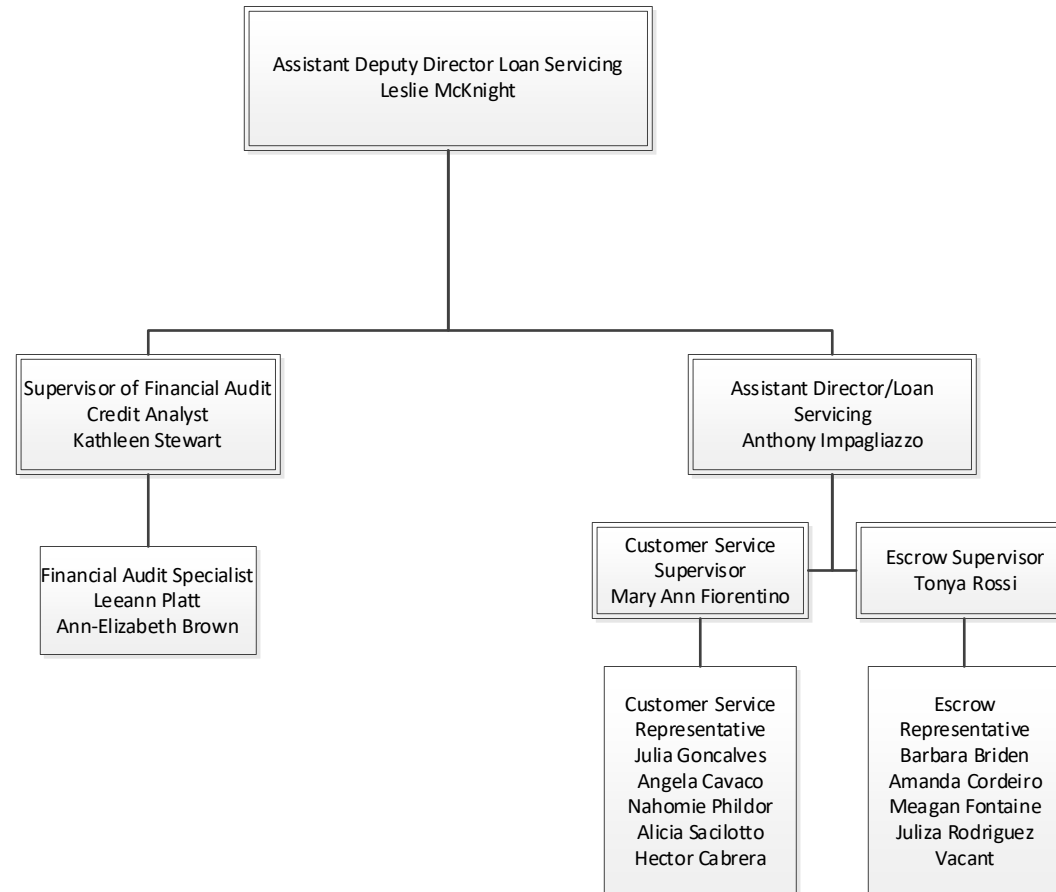 Assistant Deputy Director Loan Servicing
Leslie McKnight
Supervisor of Financial Audit
Credit Analyst
Kathleen Stewart
Assistant Director/Loan
Servicing
Anthony Impagliazzo
Financial Audit Specialist
Leeann Platt
Ann-Elizabeth Brown
Customer Service
Supervisor
Mary Ann Fiorentino
Escrow Supervisor
Tonya Rossi
Customer Service
Representative
Julia Goncalves
Angela Cavaco
Nahomie Phildor
Alicia Sacilotto
Hector Cabrera
Escrow
Representative
Barbara Briden
Amanda Cordeiro
Meagan Fontaine
Juliza Rodriguez
Vacant